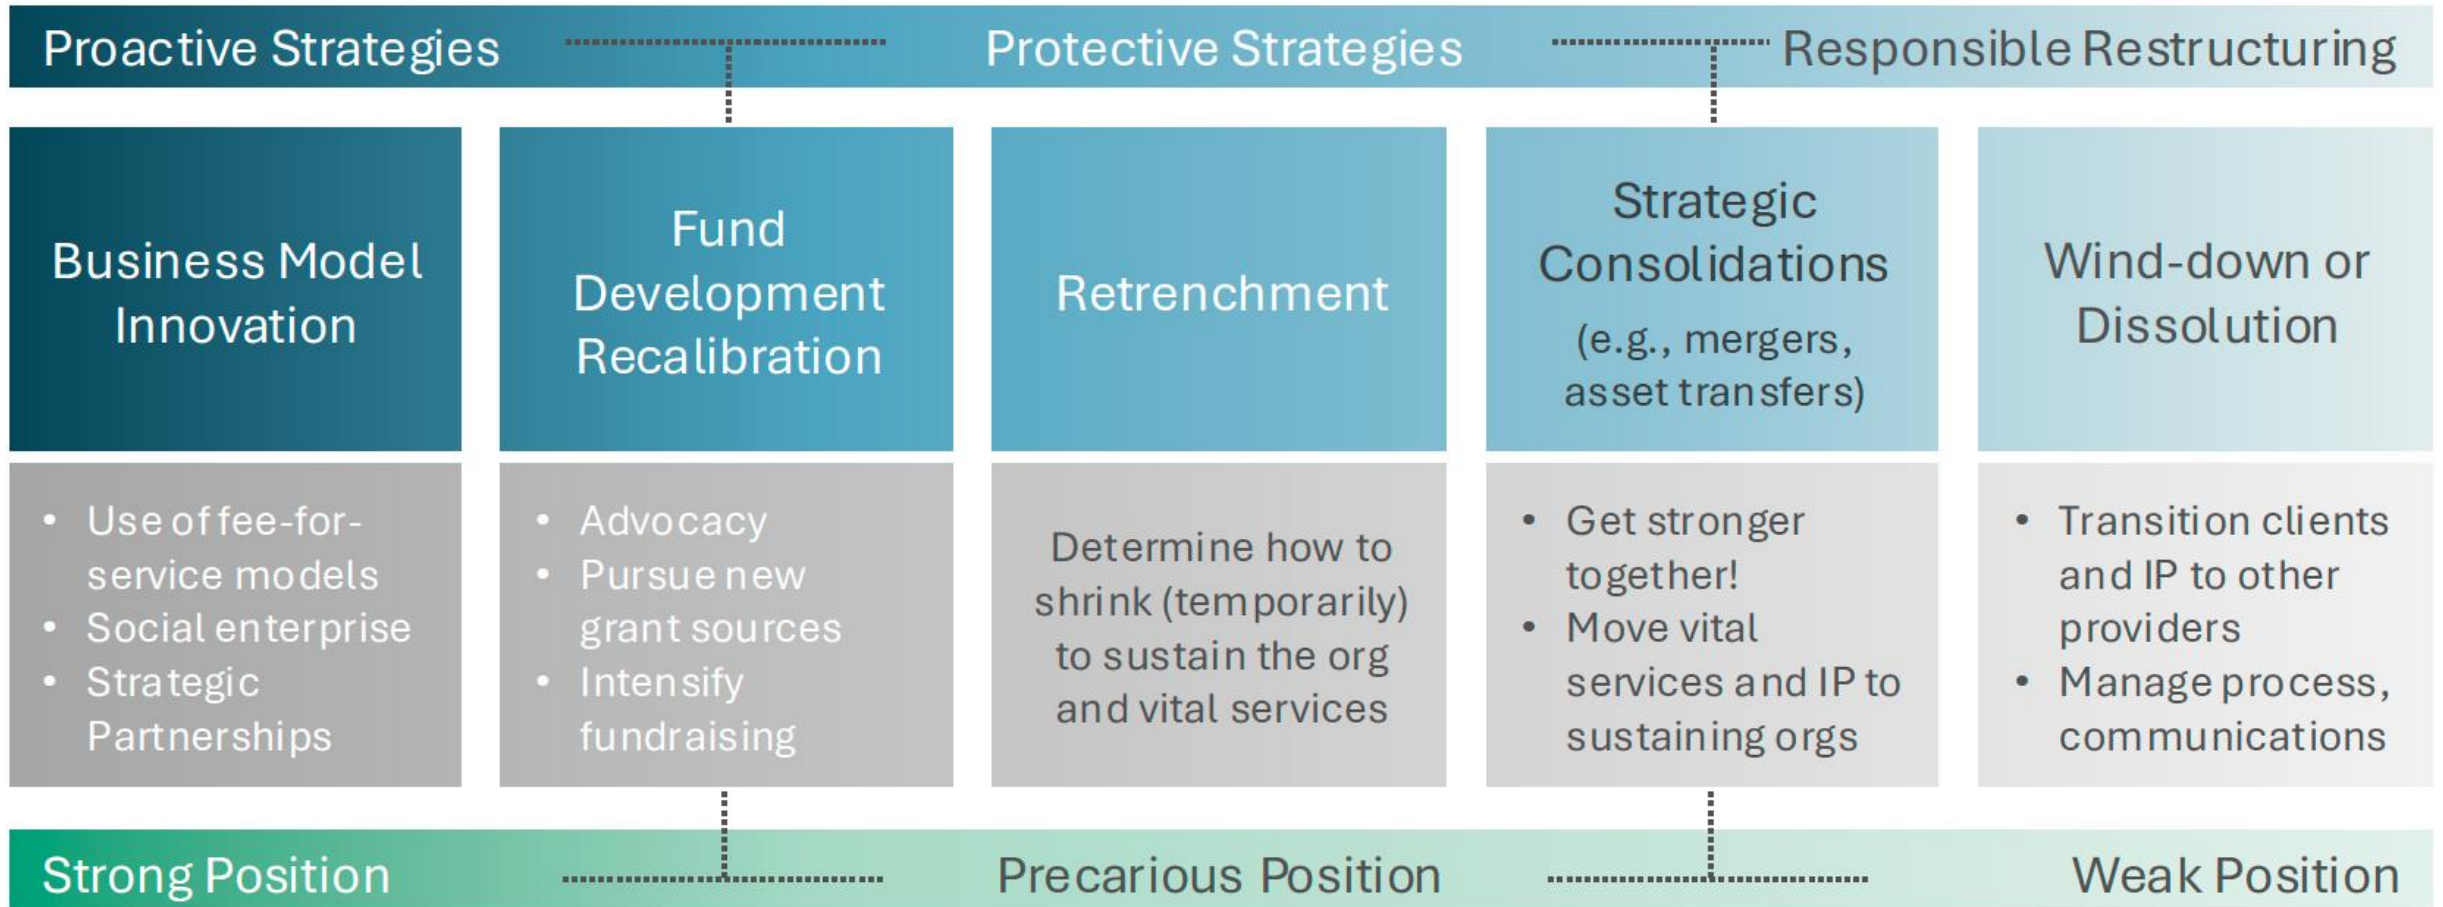 Proactive Strategies
Protective Strategies
Responsible Restructuring
Business Model
Innovation
Fund
Development
Recalibration
Retrenchment
Strategic
Consolidations
(e.g., mergers,
asset transfers)
Wind-down or
Dissolution
• Use of fee-for-
service models
• Social enterprise
• Strategic
Partnerships
• Advocacy
• Pursue new
grant sources
• Intensify
fundraising
Determine how to
shrink (temporarily)
to sustain the org
and vital services
• Get stronger
together!
• Move vital
services and IP to
sustaining orgs
• Transition clients
and IP to other
providers
• Manage process,
communications
Strong Position
Precarious Position
Weak Position